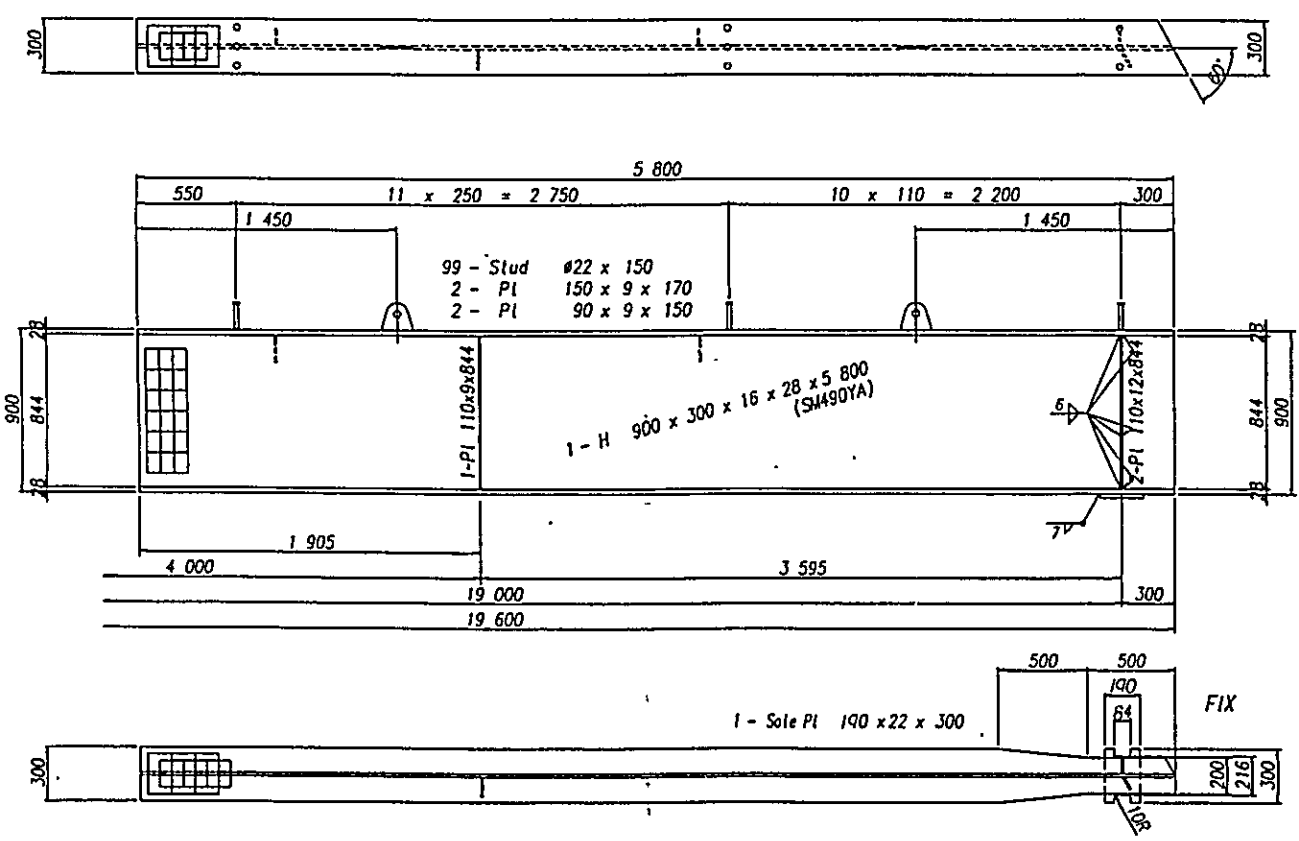 300
300
60°
5 800
550
11 x 250 = 2 750
10 x 110 = 2 200
300
1 450
1 450
99 - Stud ø22 x 150
2 - Pl 150 x 9 x 170
2 - Pl 90 x 9 x 150
28
28
900
844
1-Pl 110x9x844
1 - H 900 x 300 x 16 x 28 x 5 800
(SM490YA)
6
2-Pl 110x12x844
844
900
28
28
7
1 905
4 000
3 595
19 000
300
19 600
500
500
190
64
FIX
1 - Sole Pl 190 x 22 x 300
300
200
216
300
10R